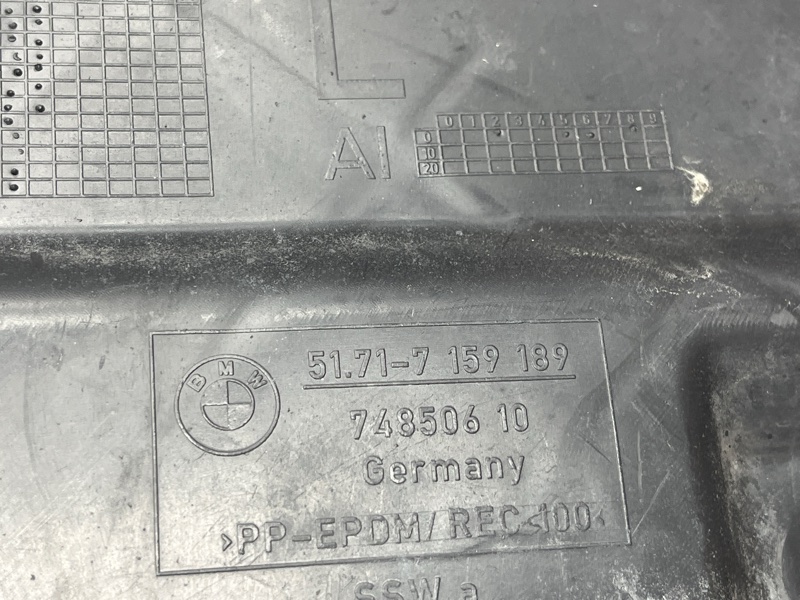 L
AI
0 1 2 3 4 5 6 7 8 9
0
10
20
BMW
51.71-7 159 189
748506 10
Germany
>PP-EPDM/REC<100<
SSW a